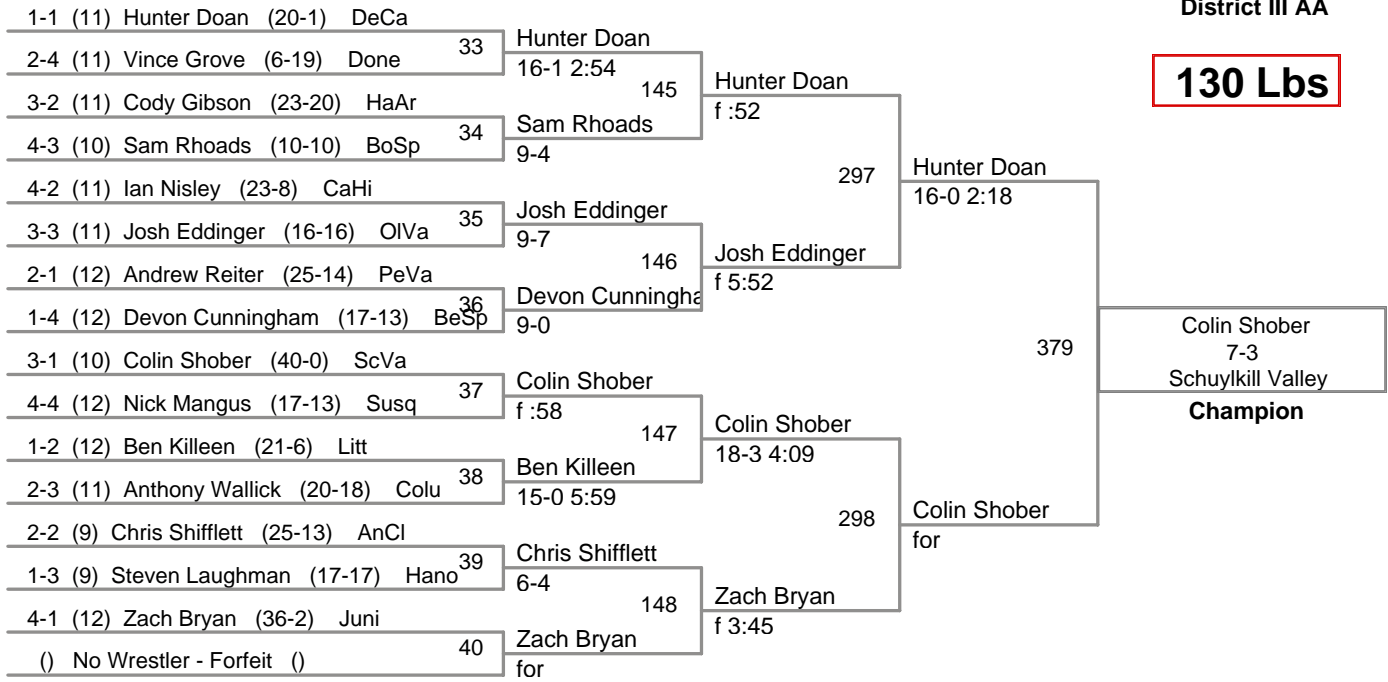 District III AA
130 Lbs
1-1 (11) Hunter Doan (20-1) DeCa
2-4 (11) Vince Grove (6-19) Done
3-2 (11) Cody Gibson (23-20) HaAr
4-3 (10) Sam Rhoads (10-10) BoSp
4-2 (11) Ian Nisley (23-8) CaHi
3-3 (11) Josh Eddinger (16-16) OlVa
2-1 (12) Andrew Reiter (25-14) PeVa
1-4 (12) Devon Cunningham (17-13) BeSp
3-1 (10) Colin Shober (40-0) ScVa
4-4 (12) Nick Mangus (17-13) Susq
1-2 (12) Ben Killeen (21-6) Litt
2-3 (11) Anthony Wallick (20-18) Colu
2-2 (9) Chris Shifflett (25-13) AnCl
1-3 (9) Steven Laughman (17-17) Hano
4-1 (12) Zach Bryan (36-2) Juni
() No Wrestler - Forfeit ()
33
34
35
36
37
38
39
40
Hunter Doan
16-1 2:54
Sam Rhoads
9-4
Josh Eddinger
9-7
Devon Cunningha
9-0
Colin Shober
f :58
Ben Killeen
15-0 5:59
Chris Shifflett
6-4
Zach Bryan
for
145
146
147
148
Hunter Doan
f :52
Josh Eddinger
f 5:52
Colin Shober
18-3 4:09
Zach Bryan
f 3:45
297
298
Hunter Doan
16-0 2:18
Colin Shober
for
379
Colin Shober
7-3
Schuylkill Valley
Champion